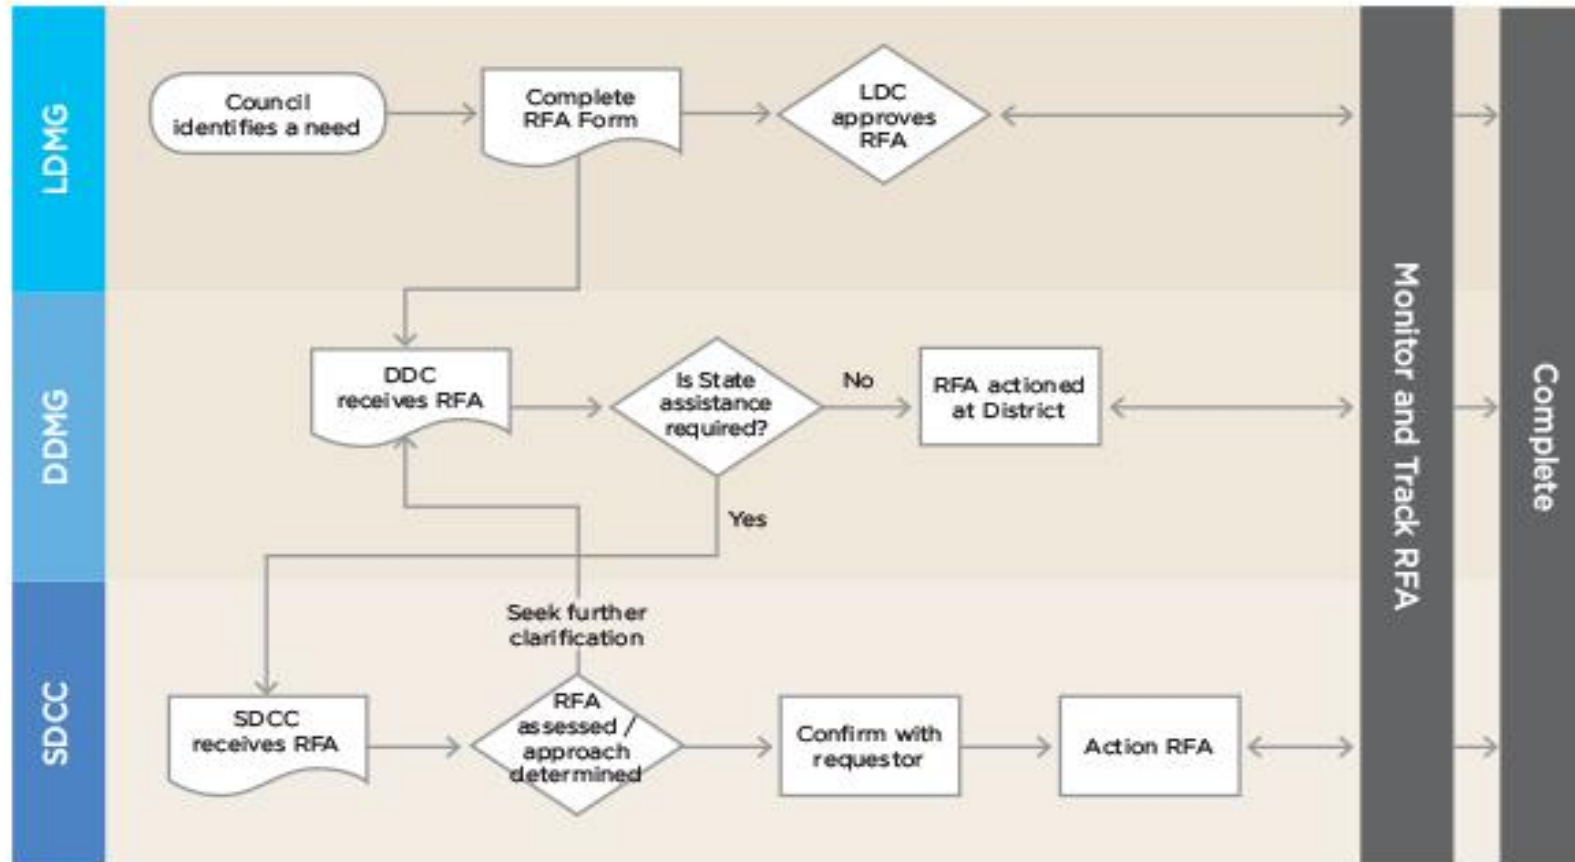 LDMG
Council
identifies a need
Complete
RFA Form
LDC
approves
RFA
DDMG
DDC
receives RFA
Is State
assistance
required?
No
RFA actioned
at District
Yes
SDCC
Seek further
clarification
SDCC
receives RFA
RFA
assessed /
approach
determined
Confirm with
requestor
Action RFA
Monitor and Track RFA
Complete